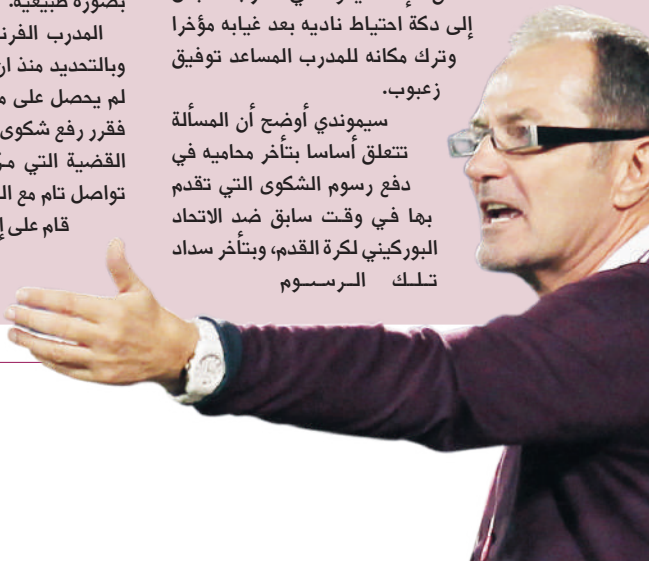 إلى دكة احتياط ناديه بعد غيابه مؤخرا
وترك مكانه للمدرب المساعد توفيق
زعبوب.
سيموندي أوضح أن المسألة
تتعلق أساسا بتأخر محاميه في
دفع رسوم الشكوى التي تقدم
بها في وقت سابق ضد الاتحاد
البوركيني لكرة القدم، وبتأخر سداد
تلك الرسوم
بصورة طبيعية.
المدرب
وبالتحديد منذ
لم يحصل على
فقرر رفع شكوى
القضية التي
تواصل تام مع
قام على